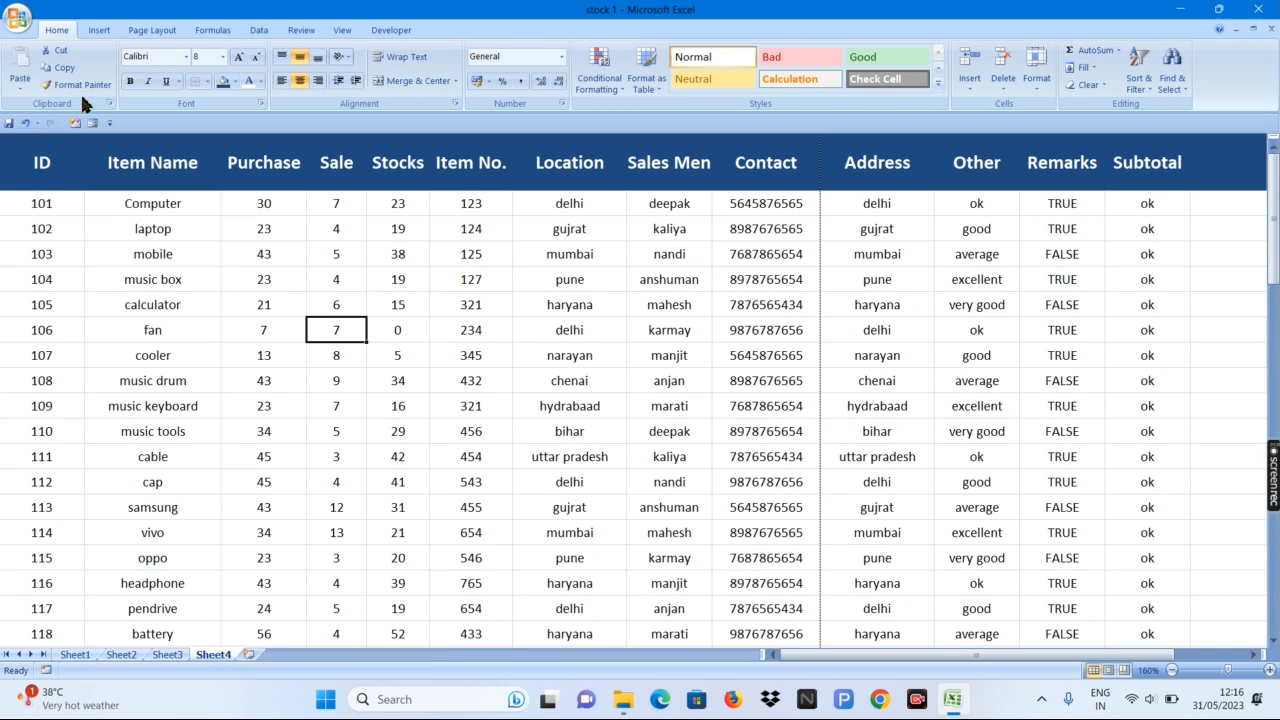 stock 1 - Microsoft Excel
Home Insert Page Layout Formulas Data Review View Developer
Cut
Copy
Format Painter
Paste
Clipboard
Calibri 8
B I U
Font
Wrap Text
Merge & Center
Alignment
General
Number
Conditional Formatting
Format as Table
Normal Bad Good
Neutral Calculation Check Cell
Styles
Insert Delete Format
Cells
AutoSum
Fill
Clear
Sort & Filter
Find & Select
Editing
ID Item Name Purchase Sale Stocks Item No. Location Sales Men Contact Address Other Remarks Subtotal
101 Computer 30 7 23 123 delhi deepak 5645876565 delhi ok TRUE ok
102 laptop 23 4 19 124 gujrat kaliya 8987676565 gujrat good TRUE ok
103 mobile 43 5 38 125 mumbai nandi 7687865654 mumbai average FALSE ok
104 music box 23 4 19 127 pune anshuman 8978765654 pune excellent TRUE ok
105 calculator 21 6 15 321 haryana mahesh 7876565434 haryana very good FALSE ok
106 fan 7 7 0 234 delhi karmay 9876787656 delhi ok TRUE ok
107 cooler 13 8 5 345 narayan manjit 5645876565 narayan good TRUE ok
108 music drum 43 9 34 432 chenai anjan 8987676565 chenai average FALSE ok
109 music keyboard 23 7 16 321 hydrabaad marati 7687865654 hydrabaad excellent TRUE ok
110 music tools 34 5 29 456 bihar deepak 8978765654 bihar very good FALSE ok
111 cable 45 3 42 454 uttar pradesh kaliya 7876565434 uttar pradesh ok TRUE ok
112 cap 45 4 41 543 delhi nandi 9876787656 delhi good TRUE ok
113 samsung 43 12 31 455 gujrat anshuman 5645876565 gujrat average FALSE ok
114 vivo 34 13 21 654 mumbai mahesh 8987676565 mumbai excellent TRUE ok
115 oppo 23 3 20 546 pune karmay 7687865654 pune very good FALSE ok
116 headphone 43 4 39 765 haryana manjit 8978765654 haryana ok TRUE ok
117 pendrive 24 5 19 654 delhi anjan 7876565434 delhi good TRUE ok
118 battery 56 4 52 433 haryana marati 9876787656 haryana average FALSE ok
screen rec
Sheet1 Sheet2 Sheet3 Sheet4
Ready 160%
1 38°C
Very hot weather
Search
ENG
IN
12:16
31/05/2023